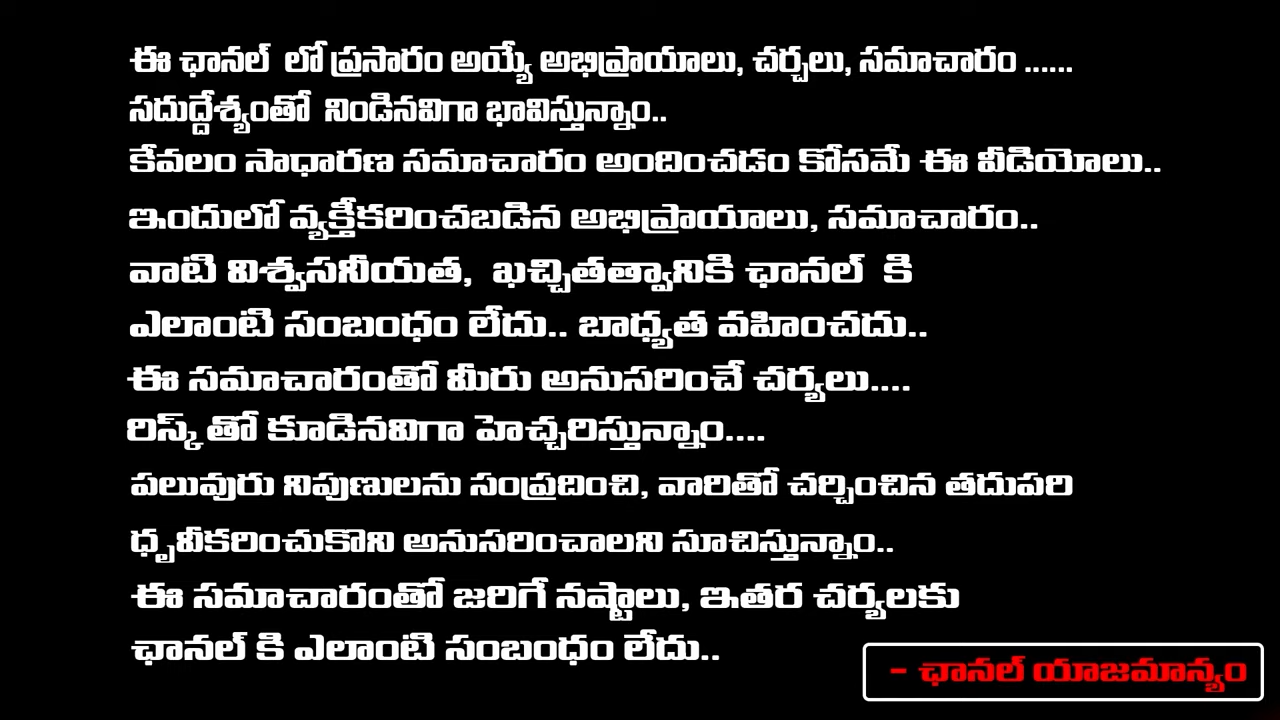 ఈ ఛానల్ లో ప్రసారం అయ్యే అభిప్రాయాలు, చర్చలు, సమాచారం ......
సదుద్దేశ్యంతో నిండినవిగా భావిస్తున్నాం..
కేవలం సాధారణ సమాచారం అందించడం కోసమే ఈ వీడియోలు..
ఇందులో వ్యక్తీకరించబడిన అభిప్రాయాలు, సమాచారం..
వాటి విశ్వసనీయత, ఖచ్చితత్వానికి ఛానల్ కి
ఎలాంటి సంబంధం లేదు.. బాధ్యత వహించదు..
ఈ సమాచారంతో మీరు అనుసరించే చర్యలు....
రిస్క్ తో కూడినవిగా హెచ్చరిస్తున్నాం....
పలువురు నిపుణులను సంప్రదించి, వారితో చర్చించిన తదుపరి
ధృవీకరించుకొని అనుసరించాలని సూచిస్తున్నాం..
ఈ సమాచారంతో జరిగే నష్టాలు, ఇతర చర్యలకు
ఛానల్ కి ఎలాంటి సంబంధం లేదు..
- ఛానల్ యాజమాన్యం